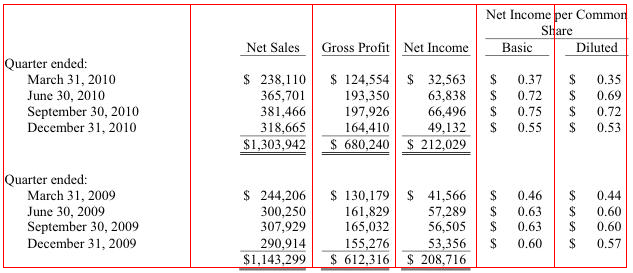 Net Income per Common
Share
Net Sales Gross Profit Net Income Basic Diluted
Quarter ended:
March 31, 2010 $ 238,110 $ 124,554 $ 32,563 $ 0.37 $ 0.35
June 30, 2010 365,701 193,350 63,838 $ 0.72 $ 0.69
September 30, 2010 381,466 197,926 66,496 $ 0.75 $ 0.72
December 31, 2010 318,665 164,410 49,132 $ 0.55 $ 0.53
$1,303,942 $ 680,240 $ 212,029
Quarter ended:
March 31, 2009 $ 244,206 $ 130,179 $ 41,566 $ 0.46 $ 0.44
June 30, 2009 300,250 161,829 57,289 $ 0.63 $ 0.60
September 30, 2009 307,929 165,032 56,505 $ 0.63 $ 0.60
December 31, 2009 290,914 155,276 53,356 $ 0.60 $ 0.57
$1,143,299 $ 612,316 $ 208,716